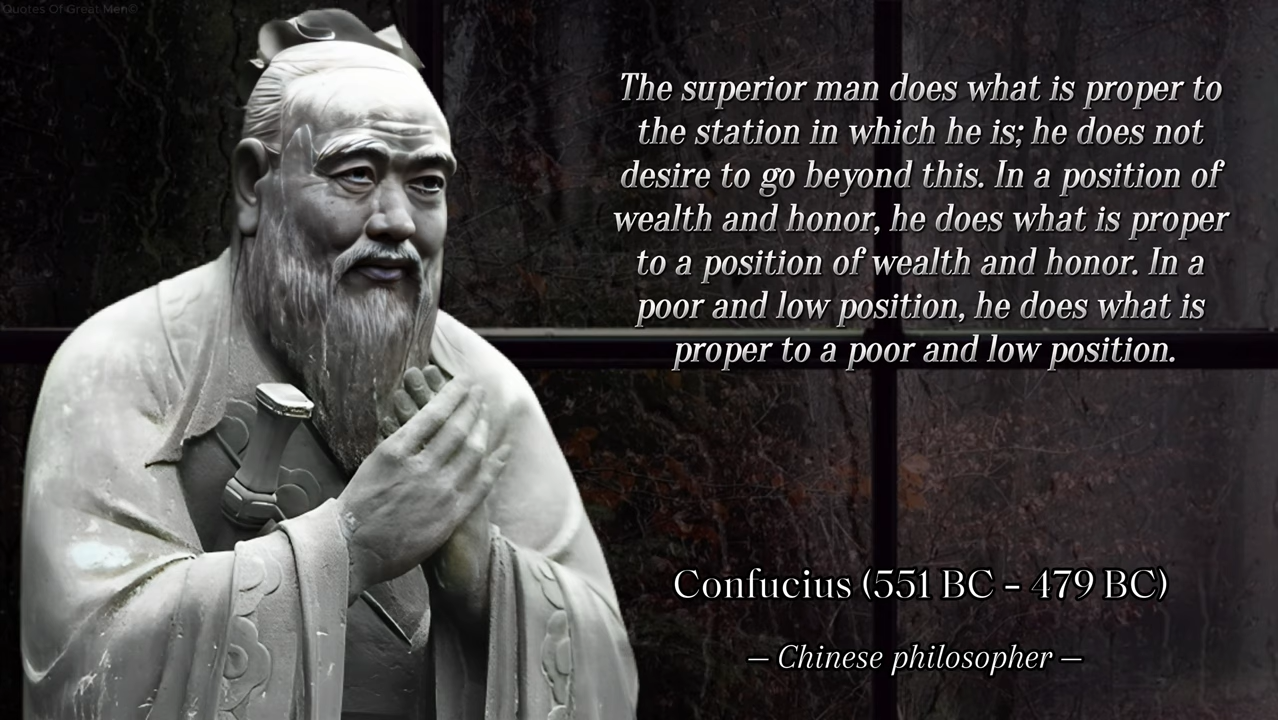 Quotes Of Great Men©
The superior man does what is proper to
the station in which he is; he does not
desire to go beyond this. In a position of
wealth and honor, he does what is proper
to a position of wealth and honor. In a
poor and low position, he does what is
proper to a poor and low position.
Confucius (551 BC - 479 BC)
— Chinese philosopher —